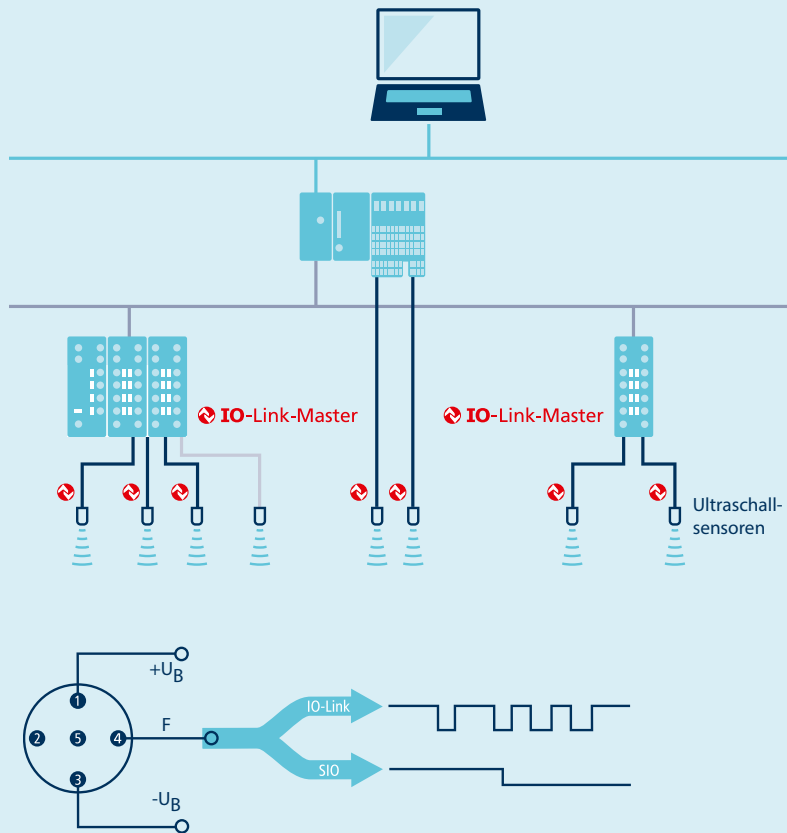 IO-Link-Master
IO-Link-Master
Ultraschall-
sensoren
+UB
1
IO-Link
F
2
5
4
SIO
3
-UB